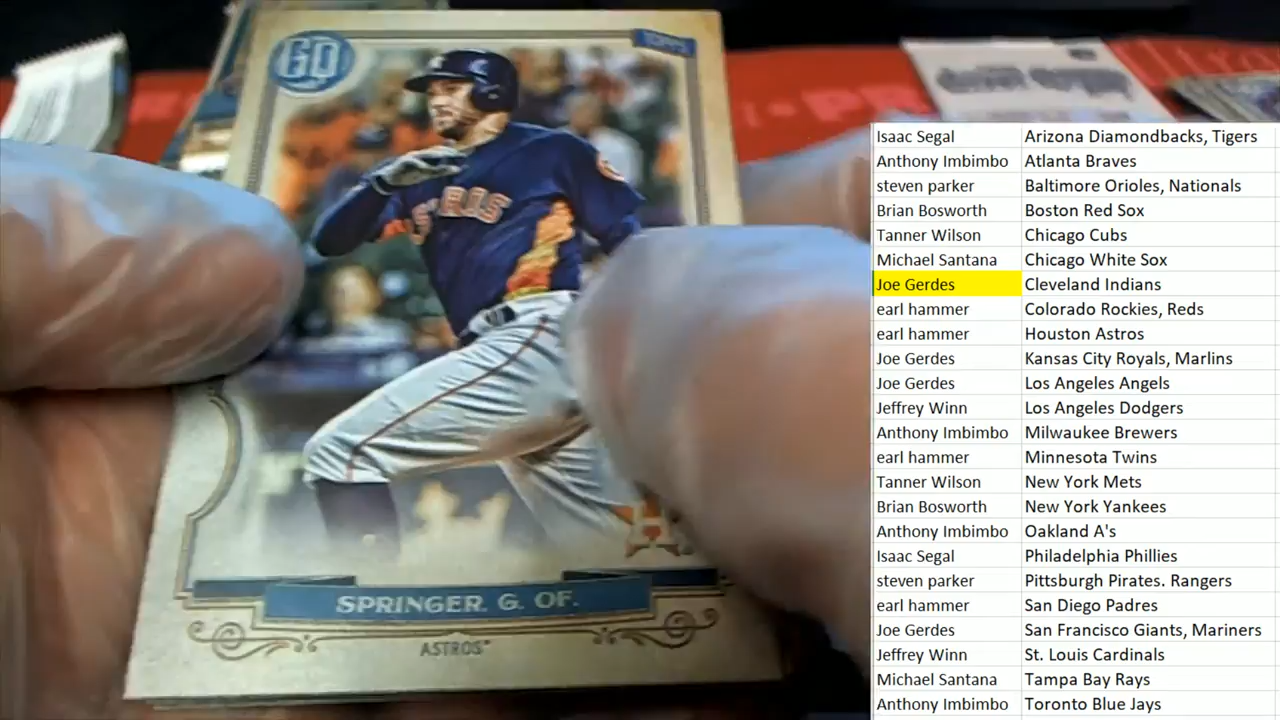 GQ
TOPPS
ASTROS
SPRINGER. G. OF.
ASTROS
Isaac Segal Arizona Diamondbacks, Tigers
Anthony Imbimbo Atlanta Braves
steven parker Baltimore Orioles, Nationals
Brian Bosworth Boston Red Sox
Tanner Wilson Chicago Cubs
Michael Santana Chicago White Sox
Joe Gerdes Cleveland Indians
earl hammer Colorado Rockies, Reds
earl hammer Houston Astros
Joe Gerdes Kansas City Royals, Marlins
Joe Gerdes Los Angeles Angels
Jeffrey Winn Los Angeles Dodgers
Anthony Imbimbo Milwaukee Brewers
earl hammer Minnesota Twins
Tanner Wilson New York Mets
Brian Bosworth New York Yankees
Anthony Imbimbo Oakland A's
Isaac Segal Philadelphia Phillies
steven parker Pittsburgh Pirates. Rangers
earl hammer San Diego Padres
Joe Gerdes San Francisco Giants, Mariners
Jeffrey Winn St. Louis Cardinals
Michael Santana Tampa Bay Rays
Anthony Imbimbo Toronto Blue Jays